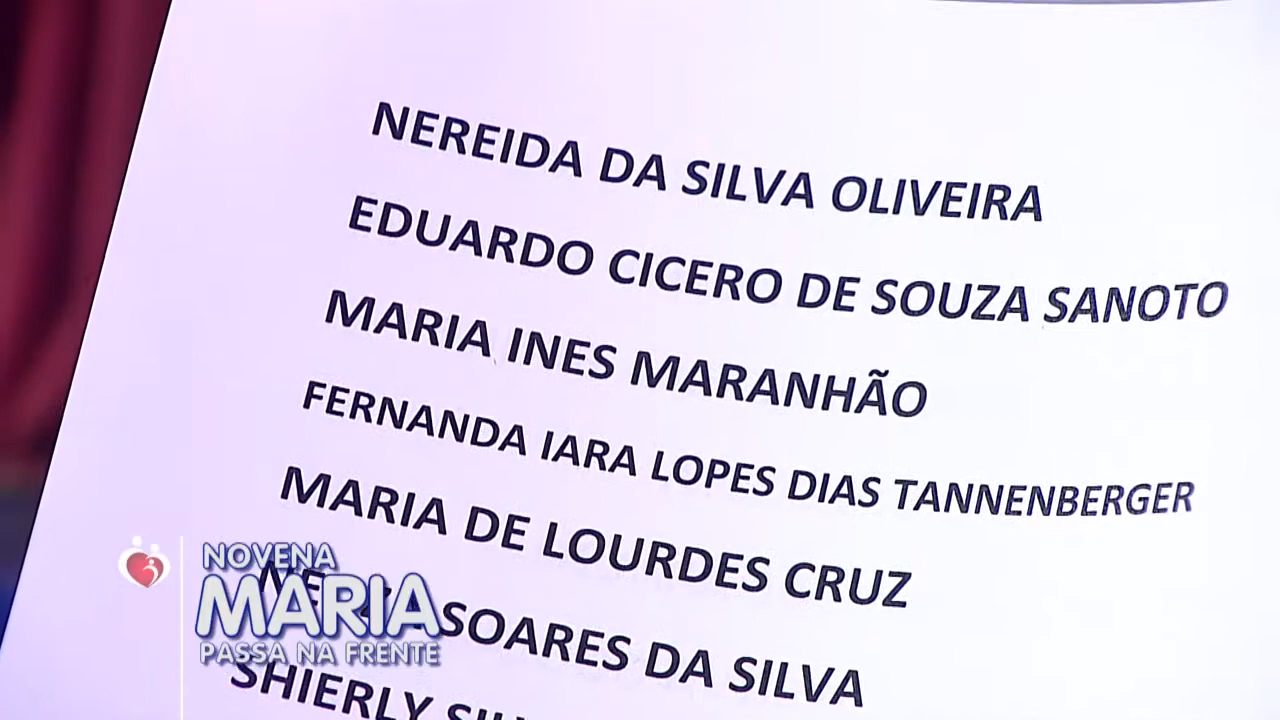 NEREIDA DA SILVA OLIVEIRA
EDUARDO CICERO DE SOUZA SANOTO
MARIA INES MARANHÃO
FERNANDA IARA LOPES DIAS TANNENBERGER
MARIA DE LOURDES CRUZ
SOARES DA SILVA
SHIERLY
NOVENA
MARIA
PASSA NA FRENTE